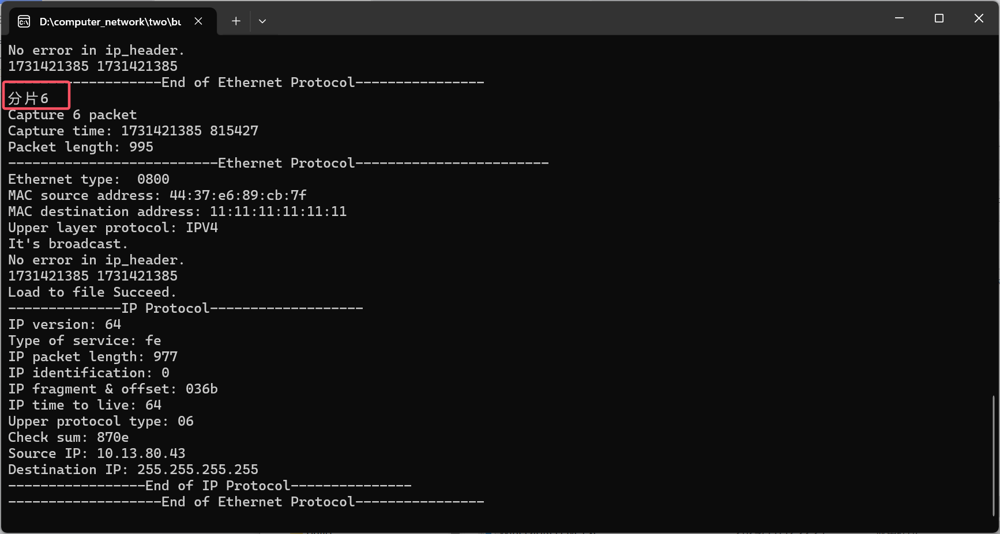 D:\computer_network\two\bu
No error in ip_header.
1731421385 1731421385
-------------------End of Ethernet Protocol----------------
分片6
Capture 6 packet
Capture time: 1731421385 815427
Packet length: 995
--------------------------Ethernet Protocol------------------------
Ethernet type:  0800
MAC source address: 44:37:e6:89:cb:7f
MAC destination address: 11:11:11:11:11:11
Upper layer protocol: IPV4
It's broadcast.
No error in ip_header.
1731421385 1731421385
Load to file Succeed.
--------------IP Protocol-------------------
IP version: 64
Type of service: fe
IP packet length: 977
IP identification: 0
IP fragment & offset: 036b
IP time to live: 64
Upper protocol type: 06
Check sum: 870e
Source IP: 10.13.80.43
Destination IP: 255.255.255.255
-----------------End of IP Protocol---------------
-------------------End of Ethernet Protocol----------------